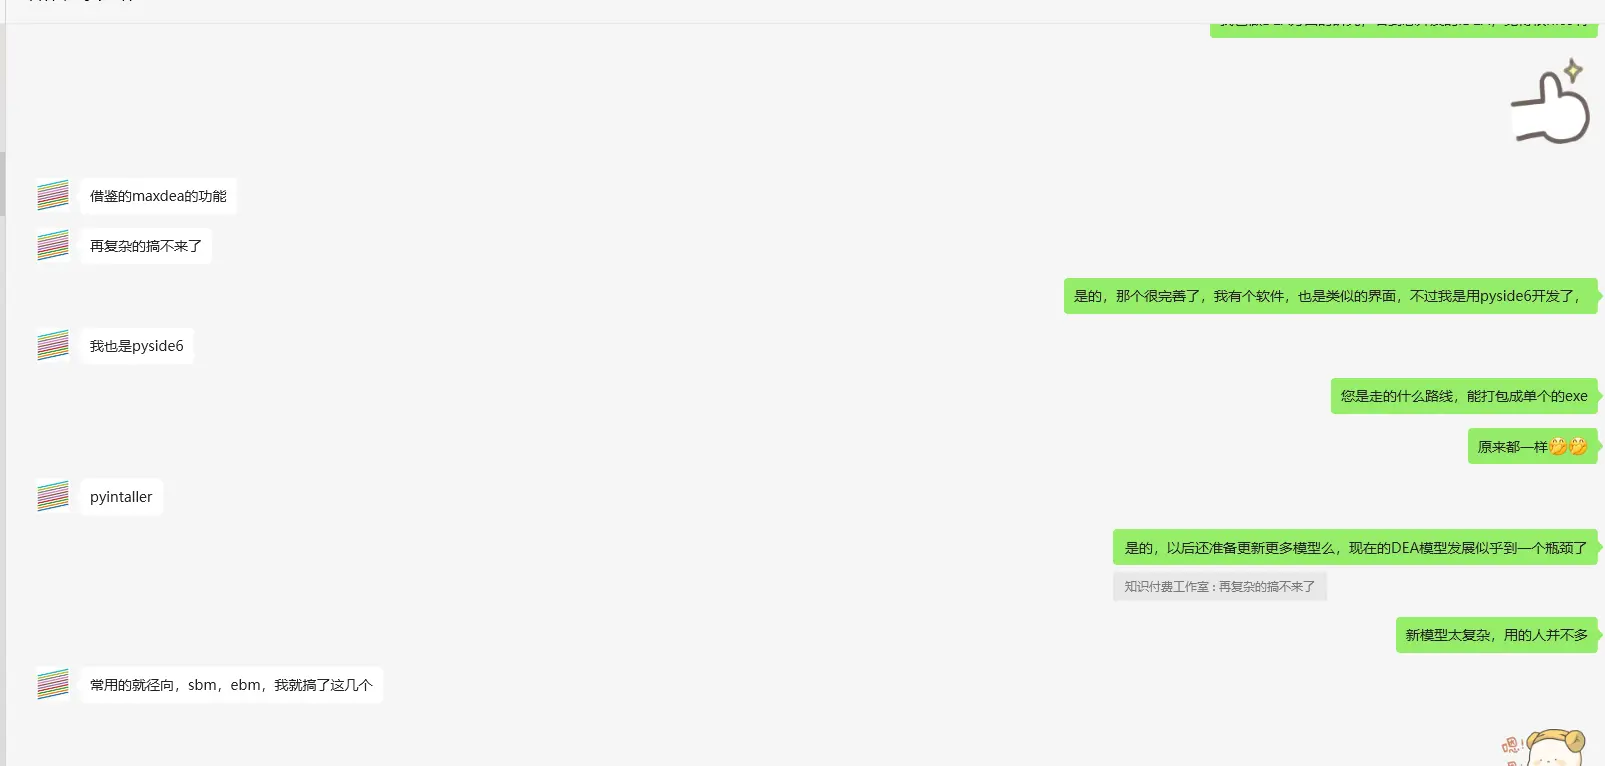 借鉴的maxdea的功能
再复杂的搞不来了
是的，那个很完善了，我有个软件，也是类似的界面，不过我是用pyside6开发了，
我也是pyside6
您是走的什么路线，能打包成单个的exe
原来都一样
pyintaller
是的，以后还准备更新更多模型么，现在的DEA模型发展似乎到一个瓶颈了
知识付费工作室：再复杂的搞不来了
新模型太复杂，用的人并不多
常用的就径向，sbm，ebm，我就搞了这几个
嗯!